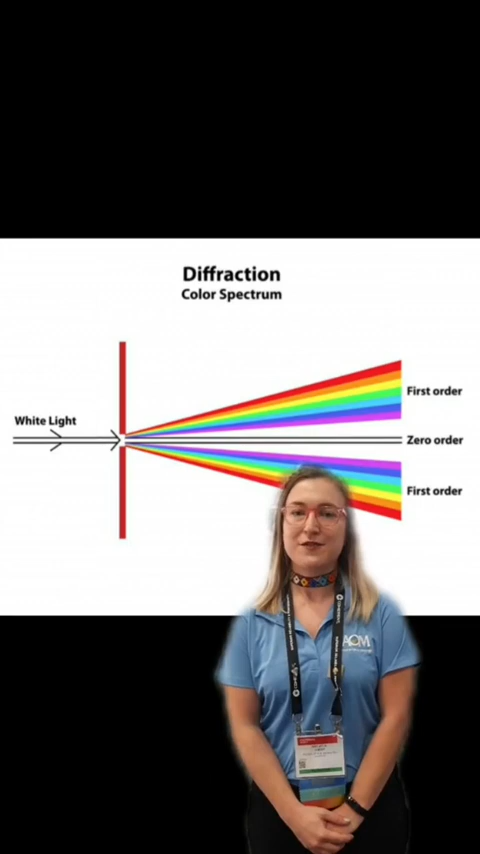 Diffraction
Color Spectrum
First order
White Light
Zero order
First order
AOM